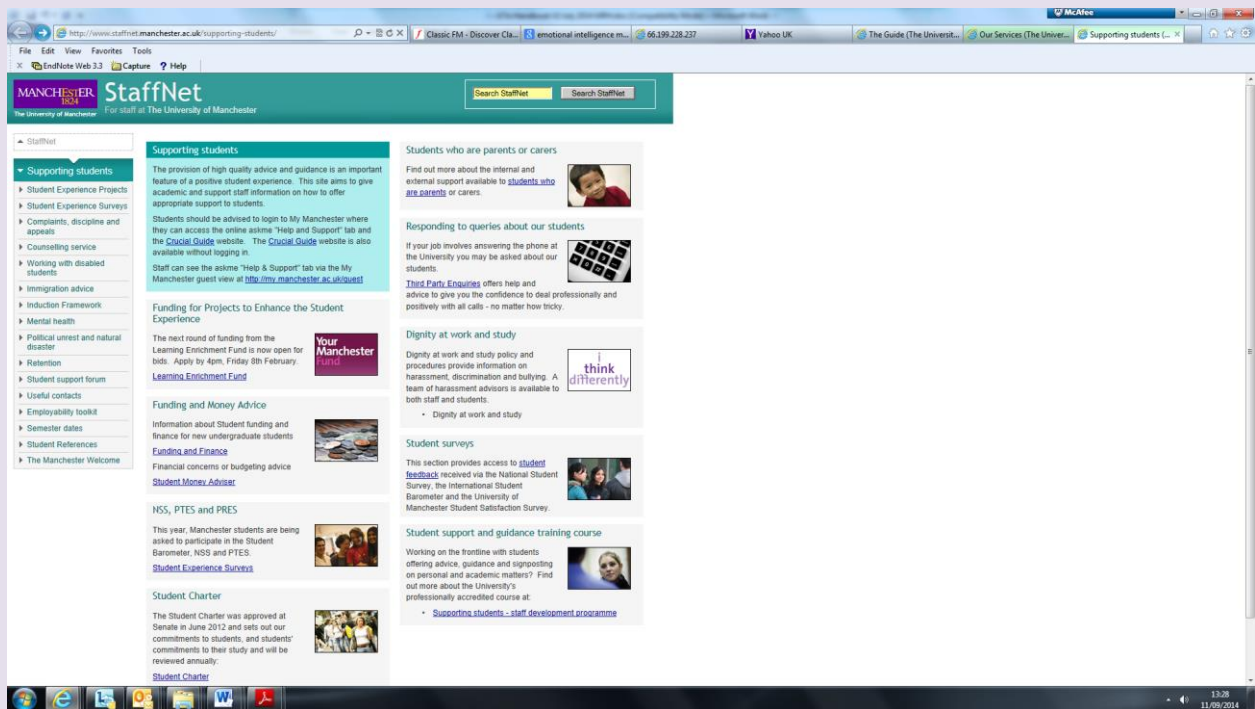 McAfee
http://www.staffnet.manchester.ac.uk/supporting-students/
Classic FM - Discover Cla...
emotional intelligence m...
66.199.228.237
Yahoo UK
The Guide (The Universit...
Our Services (The Univer...
Supporting students (...
File Edit View Favorites Tools
EndNote Web 3.3 Capture ? Help
MANCHESTER
1824
The University of Manchester
StaffNet
For staff at The University of Manchester
Search StaffNet
Search StaffNet
StaffNet
Supporting students
Student Experience Projects
Student Experience Surveys
Complaints, discipline and
appeals
Counselling service
Working with disabled
students
Immigration advice
Induction Framework
Mental health
Political unrest and natural
disaster
Retention
Student support forum
Useful contacts
Employability toolkit
Semester dates
Student References
The Manchester Welcome
Supporting students
The provision of high quality advice and guidance is an important
feature of a positive student experience. This site aims to give
academic and support staff information on how to offer
appropriate support to students.
Students should be advised to login to My Manchester where
they can access the online askme "Help and Support" tab and
the Crucial Guide website. The Crucial Guide website is also
available without logging in.
Staff can see the askme "Help & Support" tab via the My
Manchester guest view at http://my.manchester.ac.uk/guest
Funding for Projects to Enhance the Student
Experience
The next round of funding from the
Learning Enrichment Fund is now open for
bids. Apply by 4pm, Friday 8th February.
Learning Enrichment Fund
Your
Manchester
Fund
Funding and Money Advice
Information about Student funding and
finance for new undergraduate students
Funding and Finance
Financial concerns or budgeting advice
Student Money Adviser
NSS, PTES and PRES
This year, Manchester students are being
asked to participate in the Student
Barometer, NSS and PTES.
Student Experience Surveys
Student Charter
The Student Charter was approved at
Senate in June 2012 and sets out our
commitments to students, and students'
commitments to their study and will be
reviewed annually:
Student Charter
Students who are parents or carers
Find out more about the internal and
external support available to students who
are parents or carers.
Responding to queries about our students
If your job involves answering the phone at
the University you may be asked about our
students.
Third Party Enquiries offers help and
advice to give you the confidence to deal professionally and
positively with all calls - no matter how tricky.
Dignity at work and study
Dignity at work and study policy and
procedures provide information on
harassment, discrimination and bullying. A
team of harassment advisors is available to
both staff and students.
• Dignity at work and study
i
think
differently
Student surveys
This section provides access to student
feedback received via the National Student
Survey, the International Student
Barometer and the University of
Manchester Student Satisfaction Survey.
Student support and guidance training course
Working on the frontline with students
offering advice, guidance and signposting
on personal and academic matters? Find
out more about the University's
professionally accredited course at:
• Supporting students - staff development programme
13:28
11/09/2014